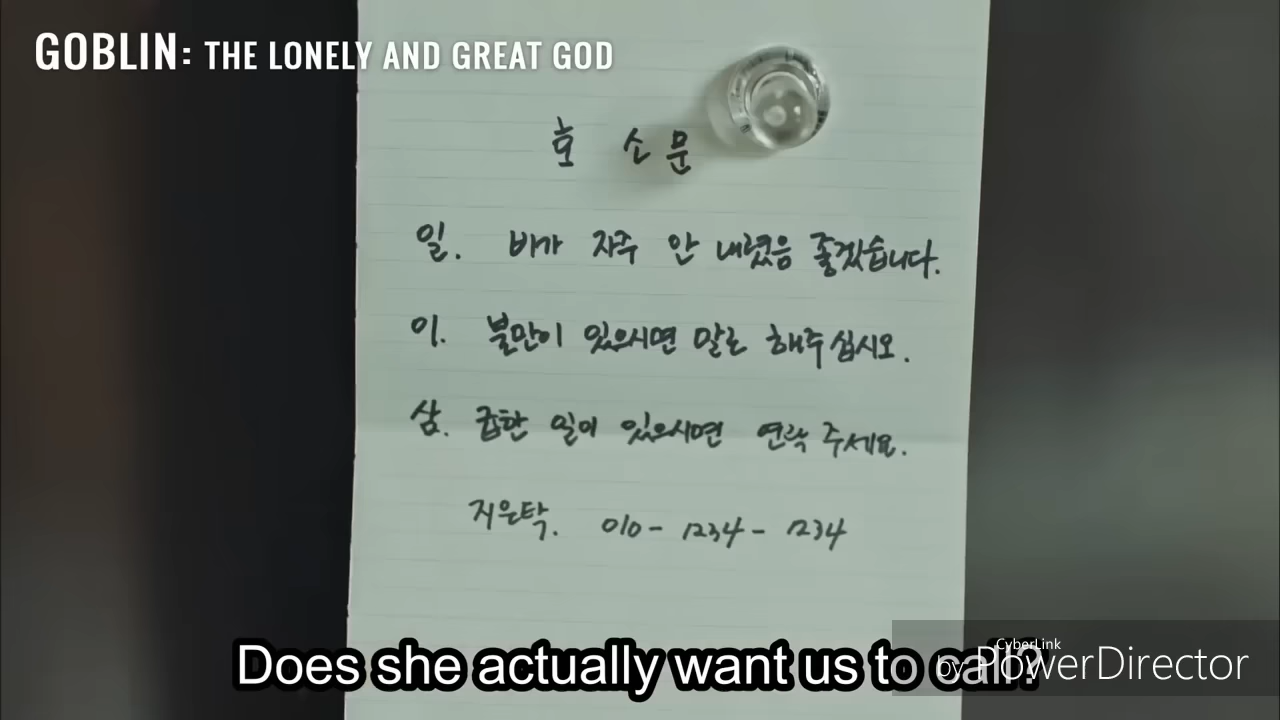 GOBLIN: THE LONELY AND GREAT GOD
호 소 문
일. 비가 자주 안 내렸음 좋겠습니다.
이. 불만이 있으시면 말로 해주십시오.
삼. 급한 일이 있으시면 연락 주세요.
지은탁. 010-1234-1234
Does she actually want us to call?
CyberLink
by PowerDirector